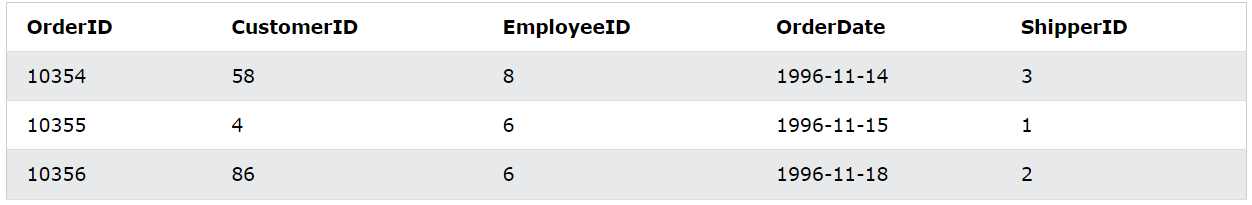 OrderID CustomerID EmployeeID OrderDate ShipperID
10354 58 8 1996-11-14 3
10355 4 6 1996-11-15 1
10356 86 6 1996-11-18 2